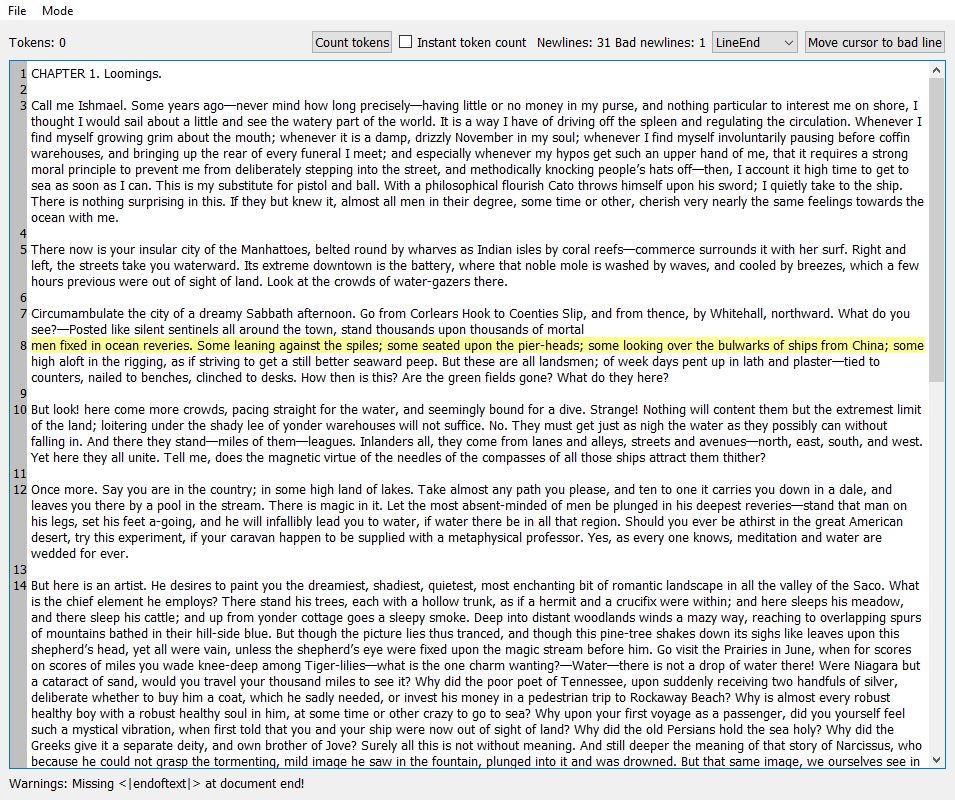 File Mode
Tokens: 0 Count tokens Instant token count Newlines: 31 Bad newlines: 1 LineEnd Move cursor to bad line
1 CHAPTER 1. Loomings.
2
3 Call me Ishmael. Some years ago—never mind how long precisely—having little or no money in my purse, and nothing particular to interest me on shore, I
thought I would sail about a little and see the watery part of the world. It is a way I have of driving off the spleen and regulating the circulation. Whenever I
find myself growing grim about the mouth; whenever it is a damp, drizzly November in my soul; whenever I find myself involuntarily pausing before coffin
warehouses, and bringing up the rear of every funeral I meet; and especially whenever my hypos get such an upper hand of me, that it requires a strong
moral principle to prevent me from deliberately stepping into the street, and methodically knocking people’s hats off—then, I account it high time to get to
sea as soon as I can. This is my substitute for pistol and ball. With a philosophical flourish Cato throws himself upon his sword; I quietly take to the ship.
There is nothing surprising in this. If they but knew it, almost all men in their degree, some time or other, cherish very nearly the same feelings towards the
ocean with me.
4
5 There now is your insular city of the Manhattoes, belted round by wharves as Indian isles by coral reefs—commerce surrounds it with her surf. Right and
left, the streets take you waterward. Its extreme downtown is the battery, where that noble mole is washed by waves, and cooled by breezes, which a few
hours previous were out of sight of land. Look at the crowds of water-gazers there.
6
7 Circumambulate the city of a dreamy Sabbath afternoon. Go from Corlears Hook to Coenties Slip, and from thence, by Whitehall, northward. What do you
see?—Posted like silent sentinels all around the town, stand thousands upon thousands of mortal
8 men fixed in ocean reveries. Some leaning against the spiles; some seated upon the pier-heads; some looking over the bulwarks of ships from China; some
high aloft in the rigging, as if striving to get a still better seaward peep. But these are all landsmen; of week days pent up in lath and plaster—tied to
counters, nailed to benches, clinched to desks. How then is this? Are the green fields gone? What do they here?
9
10 But look! here come more crowds, pacing straight for the water, and seemingly bound for a dive. Strange! Nothing will content them but the extremest limit
of the land; loitering under the shady lee of yonder warehouses will not suffice. No. They must get just as nigh the water as they possibly can without
falling in. And there they stand—miles of them—leagues. Inlanders all, they come from lanes and alleys, streets and avenues—north, east, south, and west.
Yet here they all unite. Tell me, does the magnetic virtue of the needles of the compasses of all those ships attract them thither?
11
12 Once more. Say you are in the country; in some high land of lakes. Take almost any path you please, and ten to one it carries you down in a dale, and
leaves you there by a pool in the stream. There is magic in it. Let the most absent-minded of men be plunged in his deepest reveries—stand that man on
his legs, set his feet a-going, and he will infallibly lead you to water, if water there be in all that region. Should you ever be athirst in the great American
desert, try this experiment, if your caravan happen to be supplied with a metaphysical professor. Yes, as every one knows, meditation and water are
wedded for ever.
13
14 But here is an artist. He desires to paint you the dreamiest, shadiest, quietest, most enchanting bit of romantic landscape in all the valley of the Saco. What
is the chief element he employs? There stand his trees, each with a hollow trunk, as if a hermit and a crucifix were within; and here sleeps his meadow,
and there sleep his cattle; and up from yonder cottage goes a sleepy smoke. Deep into distant woodlands winds a mazy way, reaching to overlapping spurs
of mountains bathed in their hill-side blue. But though the picture lies thus tranced, and though this pine-tree shakes down its sighs like leaves upon this
shepherd’s head, yet all were vain, unless the shepherd’s eye were fixed upon the magic stream before him. Go visit the Prairies in June, when for scores
on scores of miles you wade knee-deep among Tiger-lilies—what is the one charm wanting?—Water—there is not a drop of water there! Were Niagara but
a cataract of sand, would you travel your thousand miles to see it? Why did the poor poet of Tennessee, upon suddenly receiving two handfuls of silver,
deliberate whether to buy him a coat, which he sadly needed, or invest his money in a pedestrian trip to Rockaway Beach? Why is almost every robust
healthy boy with a robust healthy soul in him, at some time or other crazy to go to sea? Why upon your first voyage as a passenger, did you yourself feel
such a mystical vibration, when first told that you and your ship were now out of sight of land? Why did the old Persians hold the sea holy? Why did the
Greeks give it a separate deity, and own brother of Jove? Surely all this is not without meaning. And still deeper the meaning of that story of Narcissus, who
because he could not grasp the tormenting, mild image he saw in the fountain, plunged into it and was drowned. But that same image, we ourselves see in
Warnings: Missing <|endoftext|> at document end!